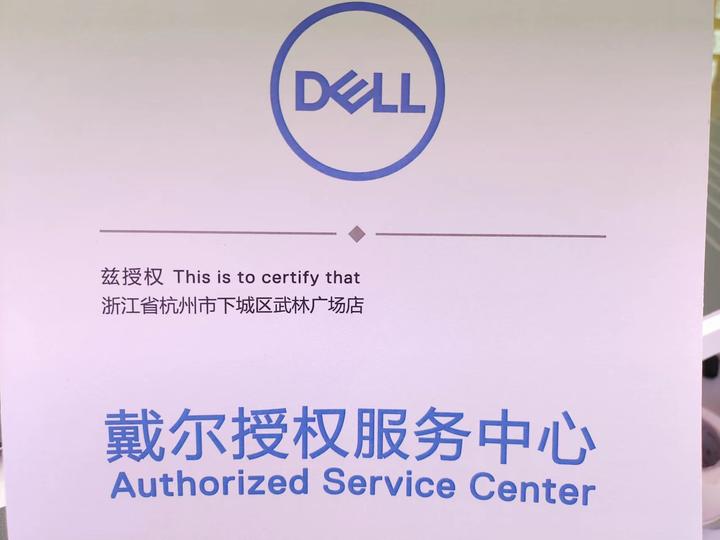 DELL
兹授权 This is to certify that
浙江省杭州市下城区武林广场店
戴尔授权服务中心
Authorized Service Center